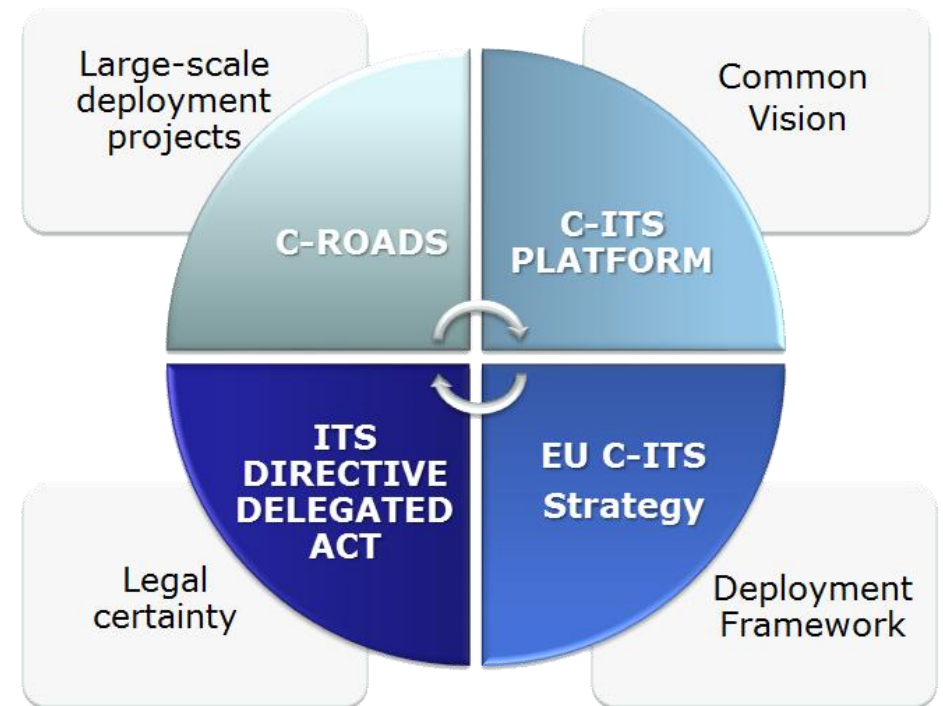 Large-scale
deployment
projects
Common
Vision
C-ROADS
C-ITS
PLATFORM
ITS
DIRECTIVE
DELEGATED
ACT
EU C-ITS
Strategy
Legal
certainty
Deployment
Framework